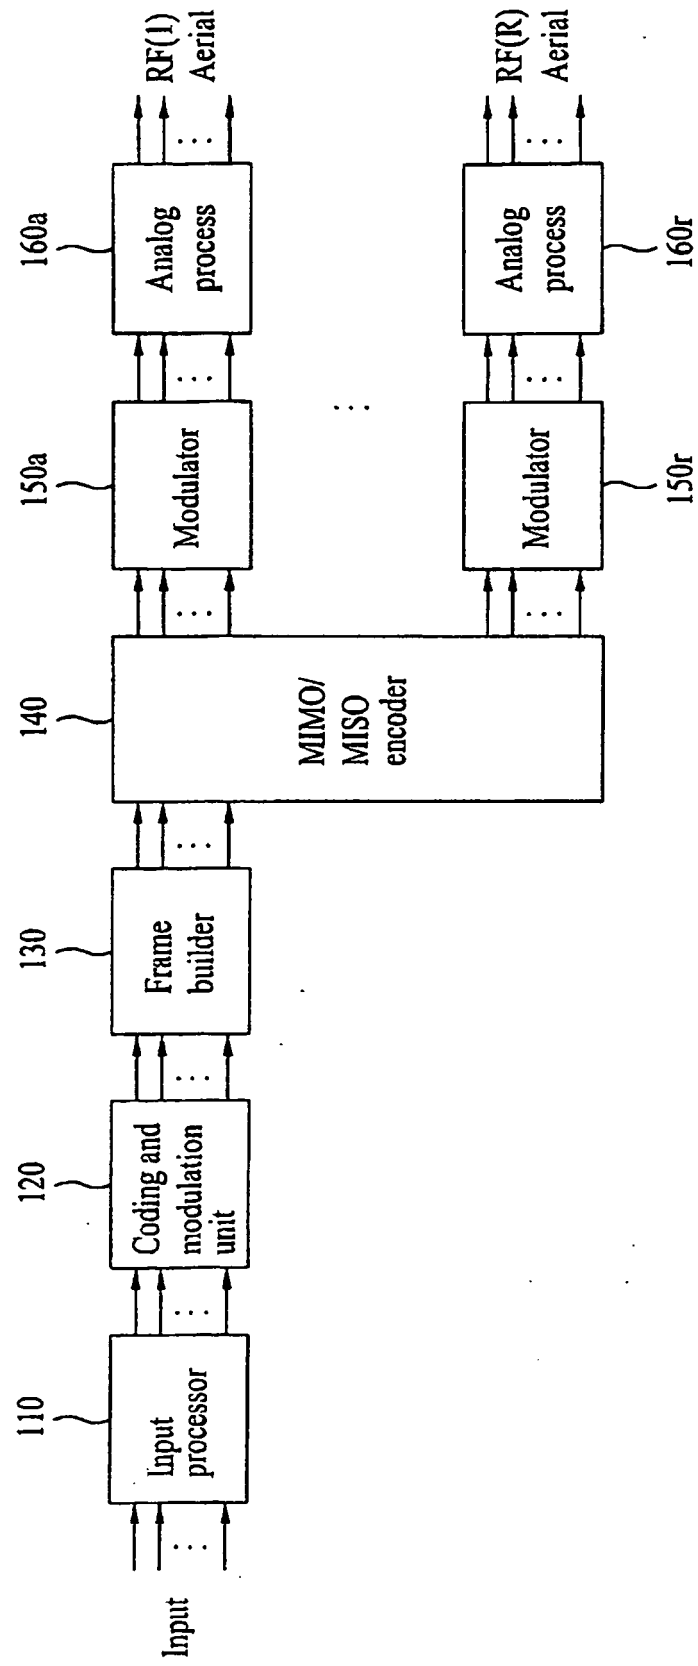 Input
110
Input
processor
120
Coding and
modulation
unit
130
Frame
builder
140
MIMO/
MISO
encoder
150a
Modulator
160a
Analog
process
RF(1)
Aerial
Modulator
150r
Analog
process
160r
RF(R)
Aerial